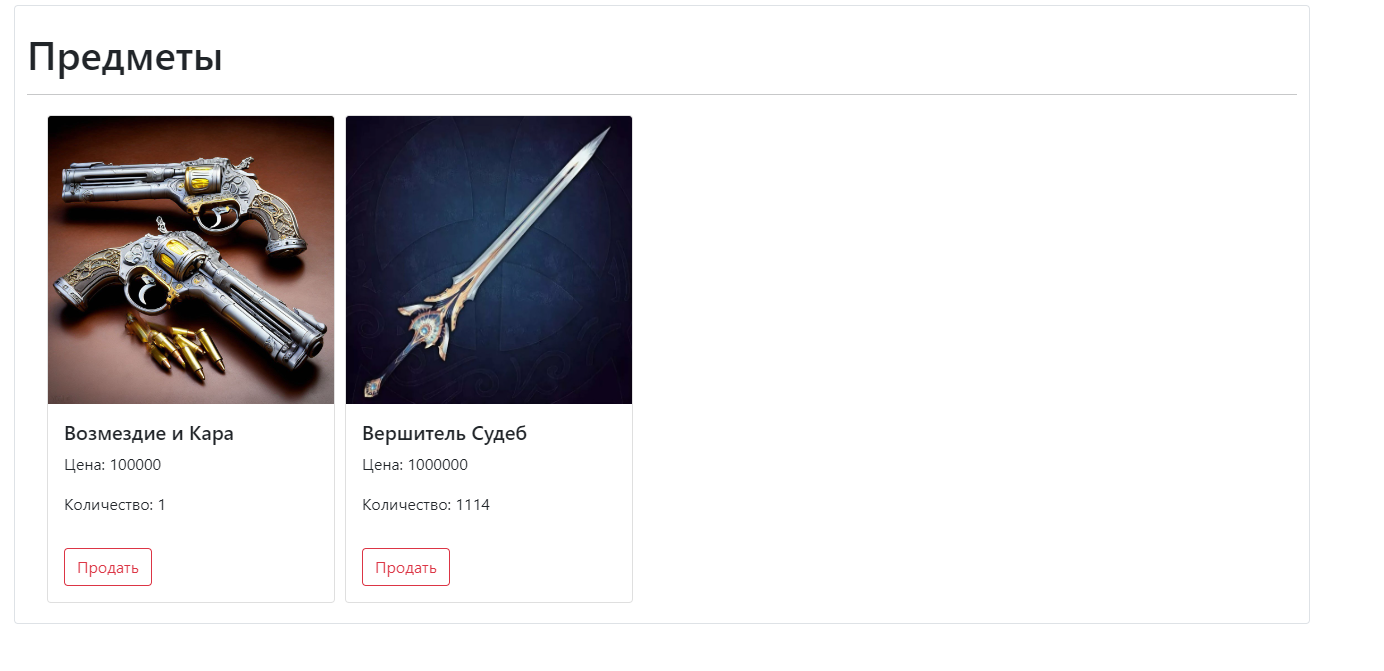 Предметы
Возмездие и Кара
Цена: 100000
Количество: 1
Продать
Вершитель Судеб
Цена: 1000000
Количество: 1114
Продать